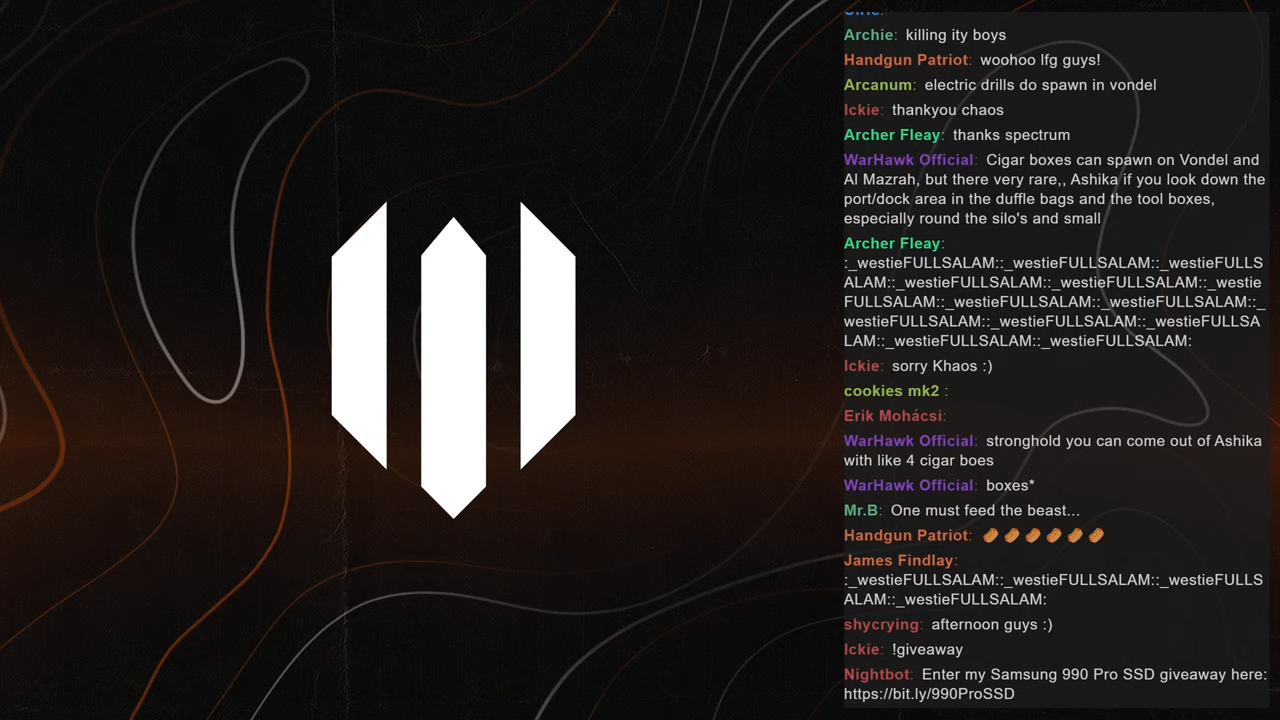 Archie: killing ity boys
Handgun Patriot: woohoo lfg guys!
Arcanum: electric drills do spawn in vondel
Ickie: thankyou chaos
Archer Fleay: thanks spectrum
WarHawk Official: Cigar boxes can spawn on Vondel and
Al Mazrah, but there very rare,, Ashika if you look down the
port/dock area in the duffle bags and the tool boxes,
especially round the silo's and small
Archer Fleay:
:_westieFULLSALAM::_westieFULLSALAM::_westieFULLS
ALAM::_westieFULLSALAM::_westieFULLSALAM::_westie
FULLSALAM::_westieFULLSALAM::_westieFULLSALAM::_
westieFULLSALAM::_westieFULLSALAM::_westieFULLSA
LAM::_westieFULLSALAM::_westieFULLSALAM:
Ickie: sorry Khaos :)
cookies mk2 :
Erik Mohácsi:
WarHawk Official: stronghold you can come out of Ashika
with like 4 cigar boes
WarHawk Official: boxes*
Mr.B: One must feed the beast...
Handgun Patriot: 🥔 🥔 🥔 🥔 🥔 🥔
James Findlay:
:_westieFULLSALAM::_westieFULLSALAM::_westieFULLS
ALAM::_westieFULLSALAM:
shycrying: afternoon guys :)
Ickie: !giveaway
Nightbot: Enter my Samsung 990 Pro SSD giveaway here:
https://bit.ly/990ProSSD